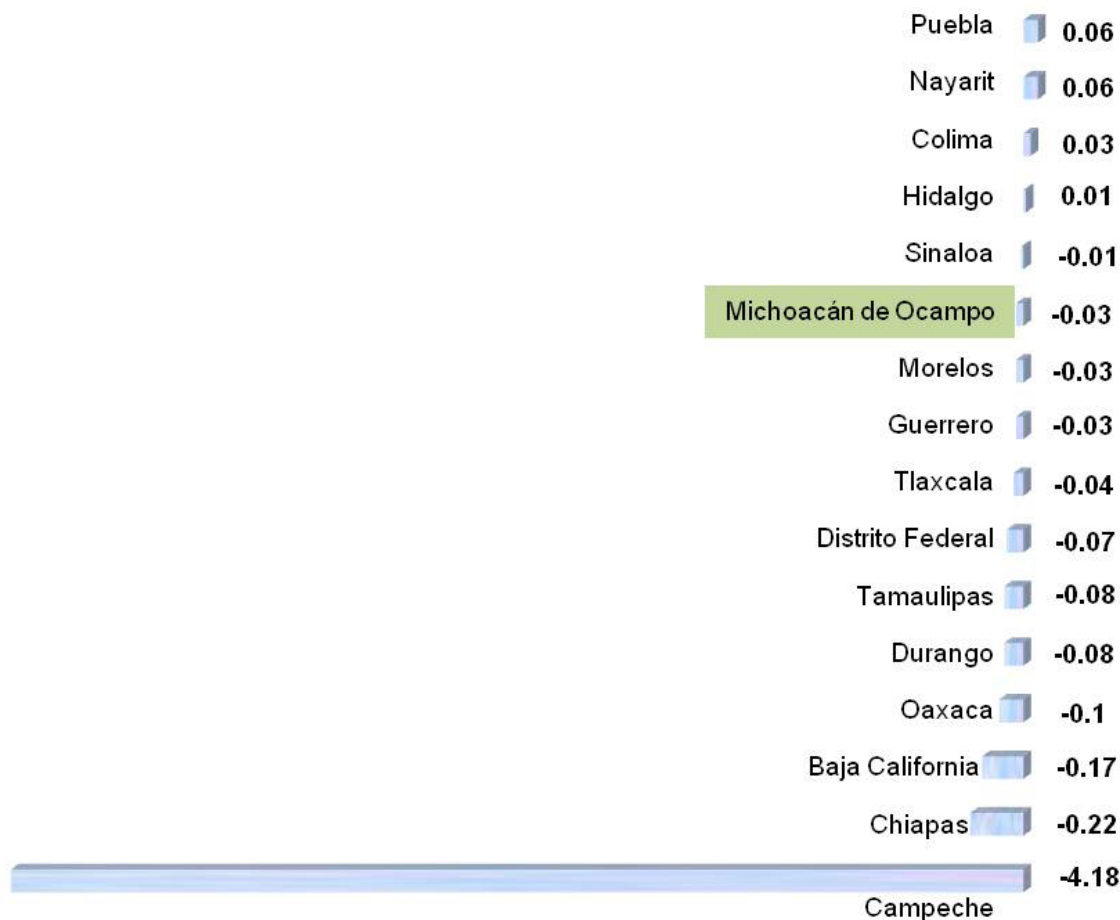 Puebla 0.06
Nayarit 0.06
Colima 0.03
Hidalgo 0.01
Sinaloa -0.01
Michoacán de Ocampo -0.03
Morelos -0.03
Guerrero -0.03
Tlaxcala -0.04
Distrito Federal -0.07
Tamaulipas -0.08
Durango -0.08
Oaxaca -0.1
Baja California -0.17
Chiapas -0.22
-4.18
Campeche